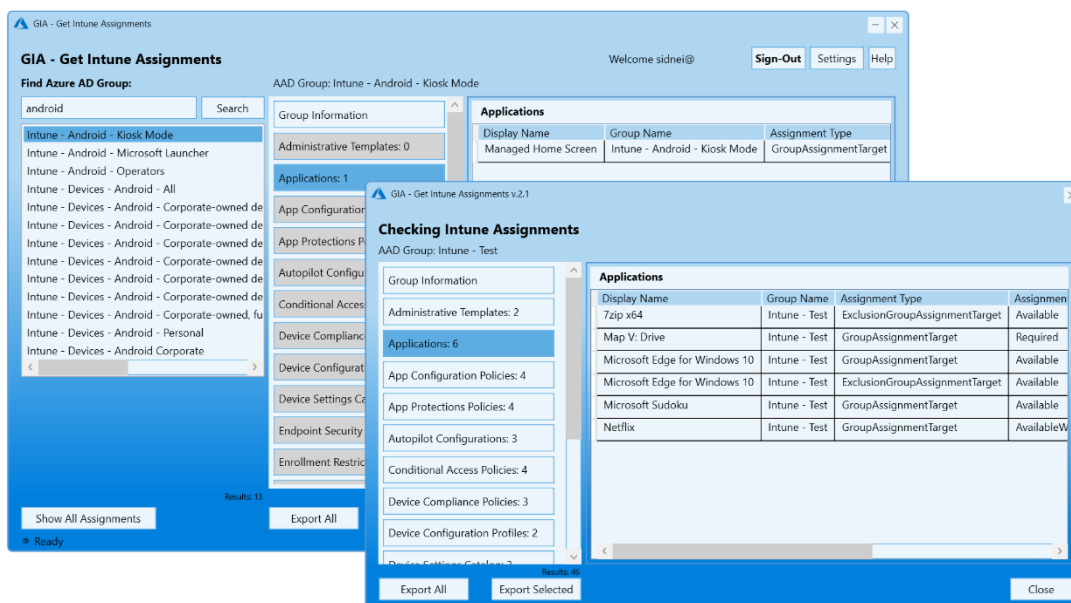 GIA - Get Intune Assignments
GIA - Get Intune Assignments
Welcome sidnei@
Sign-Out
Settings
Help
Find Azure AD Group:
AAD Group: Intune - Android - Kiosk Mode
android
Search
Intune - Android - Kiosk Mode
Intune - Android - Microsoft Launcher
Intune - Android - Operators
Intune - Devices - Android - All
Intune - Devices - Android - Corporate-owned de
Intune - Devices - Android - Corporate-owned de
Intune - Devices - Android - Corporate-owned de
Intune - Devices - Android - Corporate-owned de
Intune - Devices - Android - Corporate-owned de
Intune - Devices - Android - Corporate-owned de
Intune - Devices - Android - Corporate-owned, fu
Intune - Devices - Android - Personal
Intune - Devices - Android Corporate
Results: 13
Show All Assignments
Export All
Ready
Group Information
Administrative Templates: 0
Applications: 1
App Configuration
App Protections P
Autopilot Configu
Conditional Acces
Device Complianc
Device Configurat
Device Settings Ca
Endpoint Security
Enrollment Restric
Applications
Display Name Group Name Assignment Type
Managed Home Screen Intune - Android - Kiosk Mode GroupAssignmentTarget
GIA - Get Intune Assignments v.2.1
Checking Intune Assignments
AAD Group: Intune - Test
Group Information
Administrative Templates: 2
Applications: 6
App Configuration Policies: 4
App Protections Policies: 4
Autopilot Configurations: 3
Conditional Access Policies: 4
Device Compliance Policies: 3
Device Configuration Profiles: 2
Device Settings Catalog: 2
Results: 46
Export All
Export Selected
Applications
Display Name Group Name Assignment Type Assignmen
7zip x64 Intune - Test ExclusionGroupAssignmentTarget Available
Map V: Drive Intune - Test GroupAssignmentTarget Required
Microsoft Edge for Windows 10 Intune - Test GroupAssignmentTarget Available
Microsoft Edge for Windows 10 Intune - Test ExclusionGroupAssignmentTarget Available
Microsoft Sudoku Intune - Test GroupAssignmentTarget Available
Netflix Intune - Test GroupAssignmentTarget AvailableW
Close